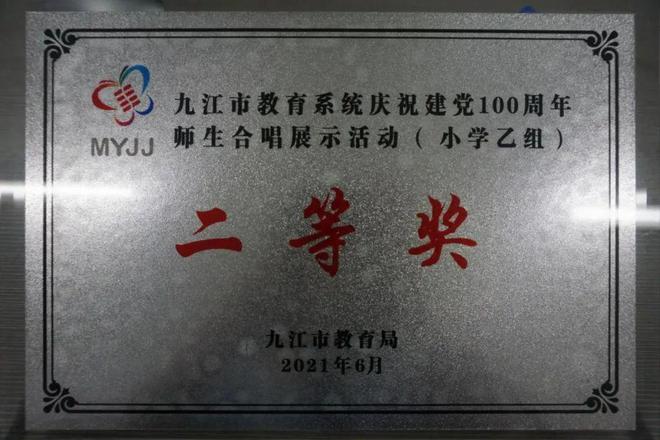 九江市教育系统庆祝建党100周年
师生合唱展示活动（小学乙组）
MYJJ
二等奖
九江市教育局
2021年6月